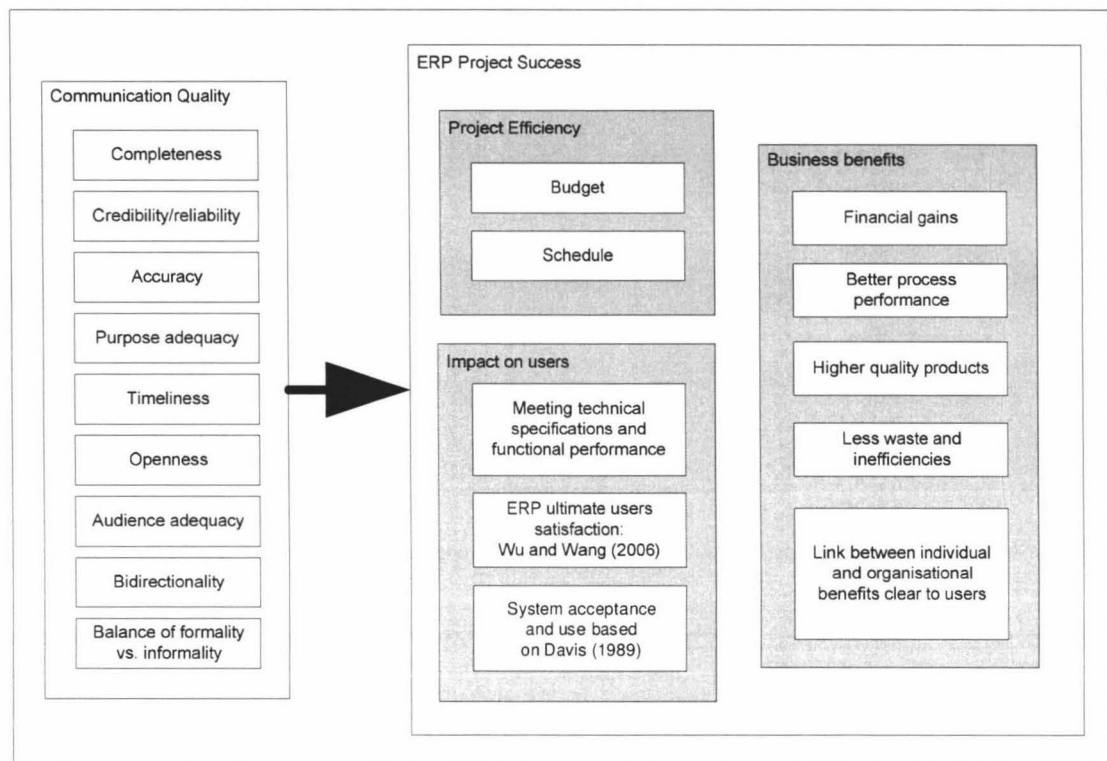 Communication Quality
Completeness
Credibility/reliability
Accuracy
Purpose adequacy
Timeliness
Openness
Audience adequacy
Bidirectionality
Balance of formality
vs. informality
ERP Project Success
Project Efficiency
Budget
Schedule
Impact on users
Meeting technical
specifications and
functional performance
ERP ultimate users
satisfaction:
Wu and Wang (2006)
System acceptance
and use based
on Davis (1989)
Business benefits
Financial gains
Better process
performance
Higher quality products
Less waste and
inefficiencies
Link between individual
and organisational
benefits clear to users